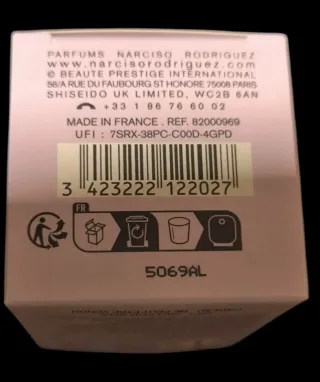 PARFUMS NARCISO RODRIGUEZ
www.narcisorodriguez.com
© BEAUTE PRESTIGE INTERNATIONAL
56/A RUE DU FAUBOURG ST HONORE 75008 PARIS
SHISEIDO UK LIMITED, WC2B 6AN
+33 1 86 76 60 02
MADE IN FRANCE . REF. 82000969
UFI : 7SRX-38PC-C00D-4GPD
3 423222 122027
FR
5069AL